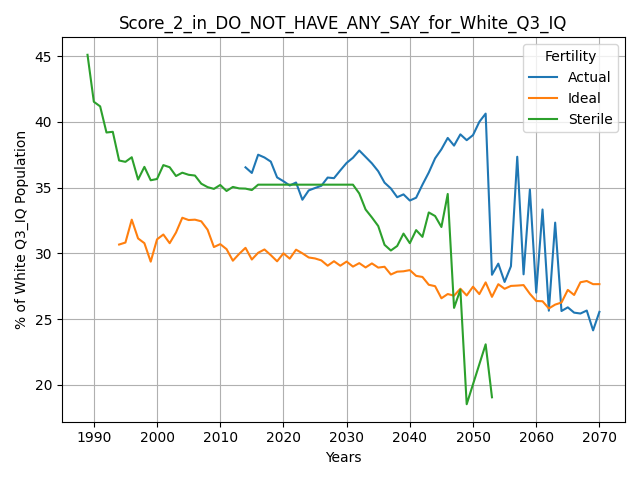 Score_2_in_DO_NOT_HAVE_ANY_SAY_for_White_Q3_IQ
Fertility
Actual
Ideal
Sterile
% of White Q3_IQ Population
45
40
35
30
25
20
1990 2000 2010 2020 2030 2040 2050 2060 2070
Years